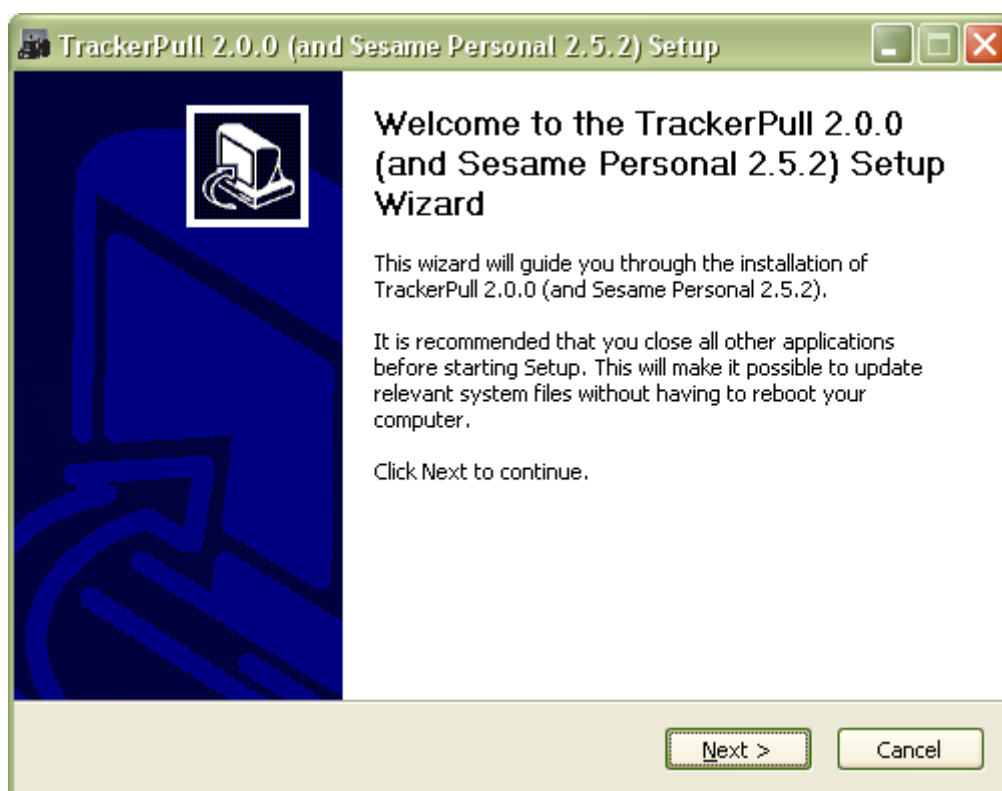 TrackerPull 2.0.0 (and Sesame Personal 2.5.2) Setup
Welcome to the TrackerPull 2.0.0
(and Sesame Personal 2.5.2) Setup
Wizard
This wizard will guide you through the installation of
TrackerPull 2.0.0 (and Sesame Personal 2.5.2).
It is recommended that you close all other applications
before starting Setup. This will make it possible to update
relevant system files without having to reboot your
computer.
Click Next to continue.
Next >
Cancel